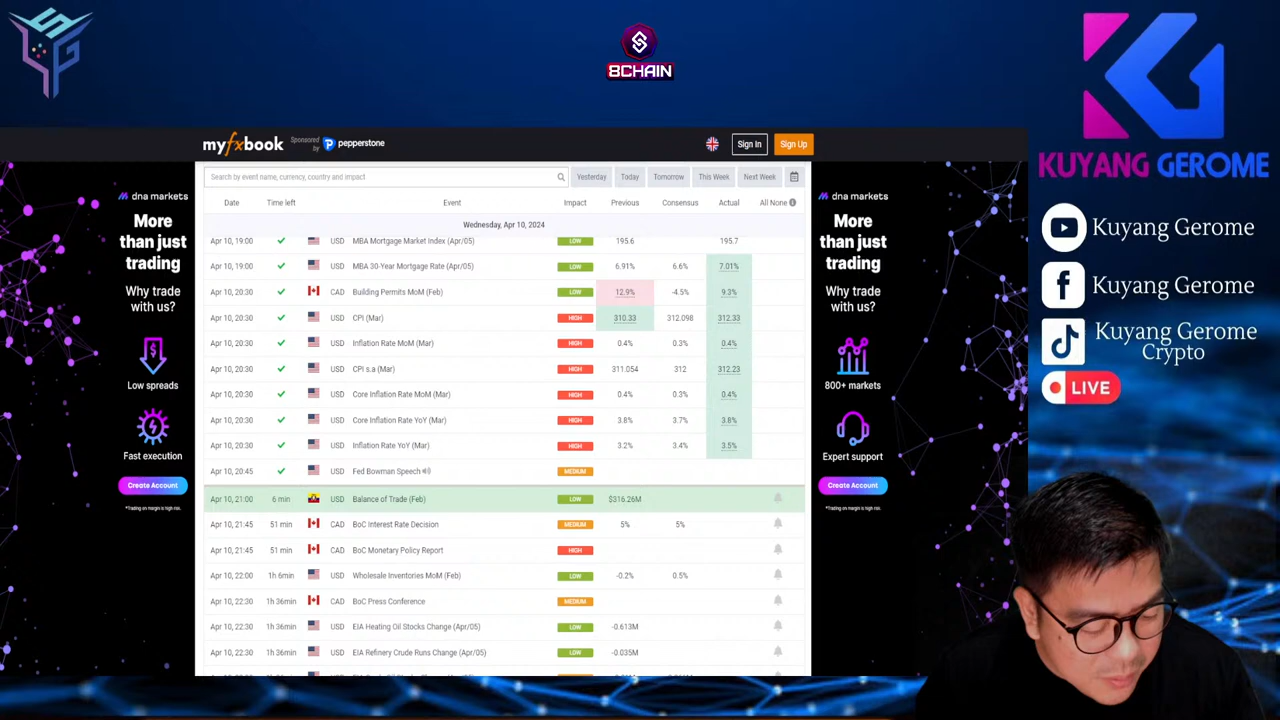 8CHAIN
KUYANG GEROME
Kuyang Gerome
Kuyang Gerome
Kuyang Gerome
Crypto
LIVE
myfxbook Sponsored by pepperstone Sign In Sign Up
Search by event name, currency, country and impact Yesterday Today Tomorrow This Week Next Week
Date Time left Event Impact Previous Consensus Actual All None
Wednesday, Apr 10, 2024
Apr 10, 19:00 USD MBA Mortgage Market Index (Apr/05) LOW 195.6 195.7
Apr 10, 19:00 USD MBA 30-Year Mortgage Rate (Apr/05) LOW 6.91% 6.6% 7.01%
Apr 10, 20:30 CAD Building Permits MoM (Feb) LOW 12.9% -4.5% 9.3%
Apr 10, 20:30 USD CPI (Mar) HIGH 310.33 312.098 312.33
Apr 10, 20:30 USD Inflation Rate MoM (Mar) HIGH 0.4% 0.3% 0.4%
Apr 10, 20:30 USD CPI s.a (Mar) HIGH 311.054 312 312.23
Apr 10, 20:30 USD Core Inflation Rate MoM (Mar) HIGH 0.4% 0.3% 0.4%
Apr 10, 20:30 USD Core Inflation Rate YoY (Mar) HIGH 3.8% 3.7% 3.8%
Apr 10, 20:30 USD Inflation Rate YoY (Mar) HIGH 3.2% 3.4% 3.5%
Apr 10, 20:45 USD Fed Bowman Speech MEDIUM
Apr 10, 21:00 6 min USD Balance of Trade (Feb) LOW $316.26M
Apr 10, 21:45 51 min CAD BoC Interest Rate Decision MEDIUM 5% 5%
Apr 10, 21:45 51 min CAD BoC Monetary Policy Report HIGH
Apr 10, 22:00 1h 6min USD Wholesale Inventories MoM (Feb) LOW -0.2% 0.5%
Apr 10, 22:30 1h 36min CAD BoC Press Conference MEDIUM
Apr 10, 22:30 1h 36min USD EIA Heating Oil Stocks Change (Apr/05) LOW -0.613M
Apr 10, 22:30 1h 36min USD EIA Refinery Crude Runs Change (Apr/05) LOW -0.035M
dna markets
More
than just
trading
Why trade
with us?
Low spreads
Fast execution
Create Account
*Trading on margin is high risk.
dna markets
More
than just
trading
Why trade
with us?
800+ markets
Expert support
Create Account
*Trading on margin is high risk.